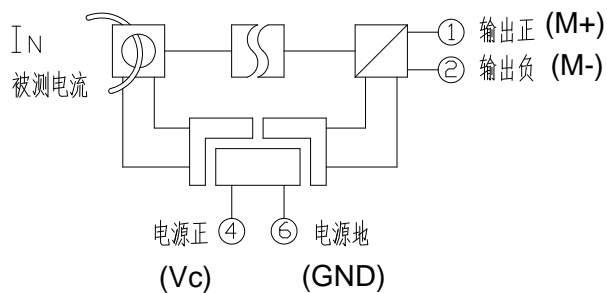 IN
被测电流
① 输出正 (M+)
② 输出负 (M-)
电源正 ④ ⑥ 电源地
(Vc) (GND)